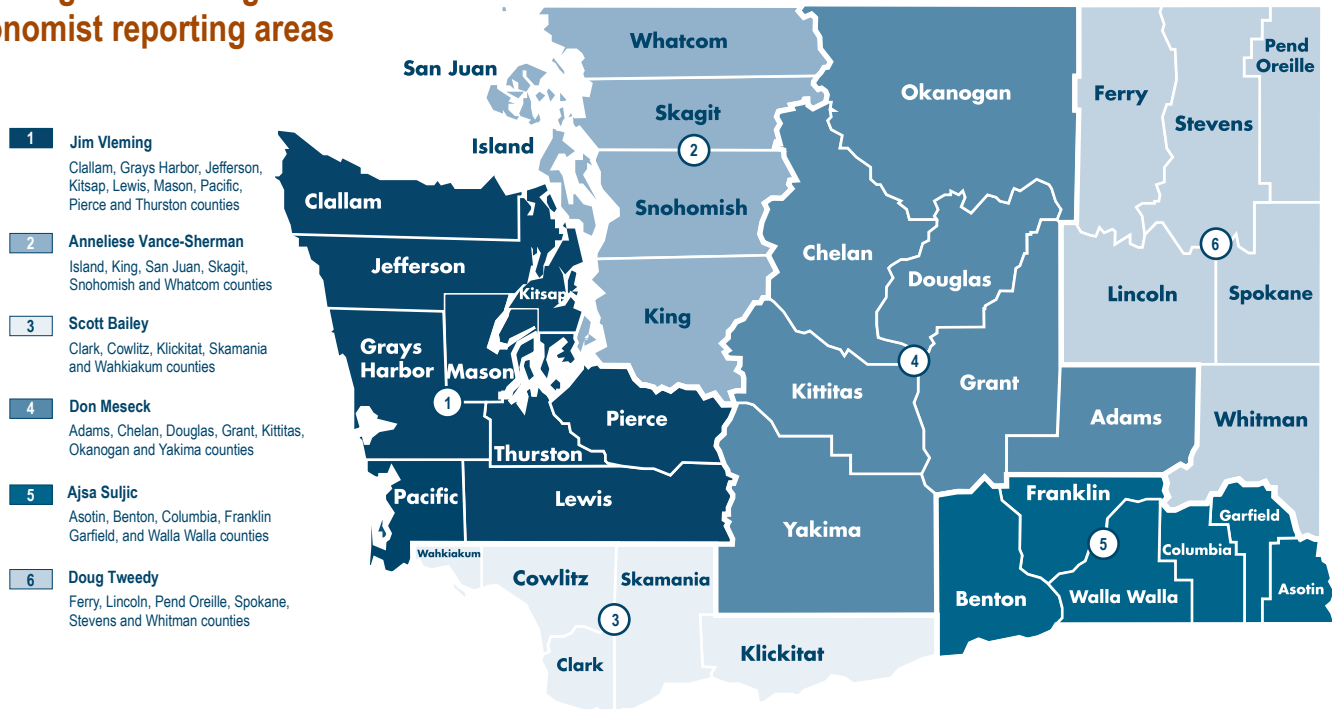 onomist reporting areas
1
Jim Vleming
Clallam, Grays Harbor, Jefferson,
Kitsap, Lewis, Mason, Pacific,
Pierce and Thurston counties
2
Anneliese Vance-Sherman
Island, King, San Juan, Skagit,
Snohomish and Whatcom counties
3
Scott Bailey
Clark, Cowlitz, Klickitat, Skamania
and Wahkiakum counties
4
Don Meseck
Adams, Chelan, Douglas, Grant, Kittitas,
Okanogan and Yakima counties
5
Ajsa Suljic
Asotin, Benton, Columbia, Franklin
Garfield, and Walla Walla counties
6
Doug Tweedy
Ferry, Lincoln, Pend Oreille, Spokane,
Stevens and Whitman counties
Whatcom
San Juan
Skagit
Island
2
Snohomish
King
Clallam
Jefferson
Kitsap
Grays
Harbor
Mason
1
Pierce
Thurston
Pacific
Lewis
Wahkiakum
Cowlitz
Skamania
3
Clark
Klickitat
Okanogan
Chelan
Douglas
4
Kittitas
Grant
Adams
Yakima
Ferry
Stevens
Pend
Oreille
6
Lincoln
Spokane
Whitman
Franklin
Garfield
5
Columbia
Benton
Walla Walla
Asotin